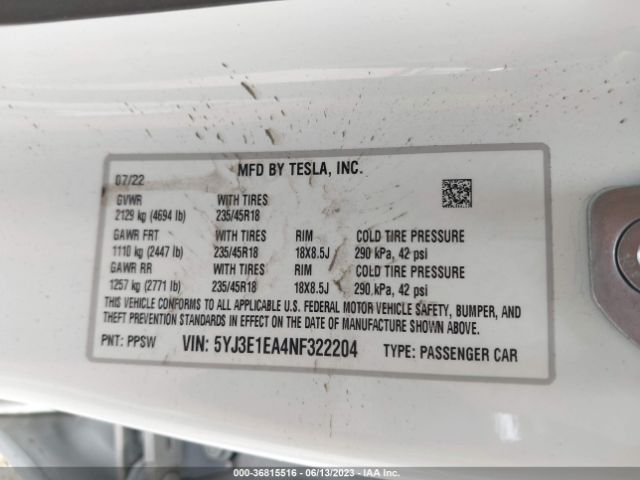 07/22 MFD BY TESLA, INC.
GVWR WITH TIRES
2129 kg (4694 lb) 235/45R18
GAWR FRT WITH TIRES RIM COLD TIRE PRESSURE
1110 kg (2447 lb) 235/45R18 18X8.5J 290 kPa, 42 psi
GAWR RR WITH TIRES RIM COLD TIRE PRESSURE
1257 kg (2771 lb) 235/45R18 18X8.5J 290 kPa, 42 psi
THIS VEHICLE CONFORMS TO ALL APPLICABLE U.S. FEDERAL MOTOR VEHICLE SAFETY, BUMPER, AND
THEFT PREVENTION STANDARDS IN EFFECT ON THE DATE OF MANUFACTURE SHOWN ABOVE.
PNT: PPSW VIN: 5YJ3E1EA4NF322204 TYPE: PASSENGER CAR
000-36815516 - 06/13/2023 - IAA Inc.